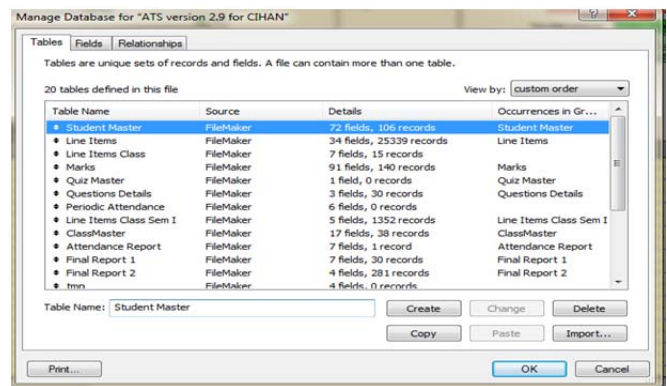 Manage Database for "ATS version 2.9 for CIHAN"
Tables Fields Relationships
Tables are unique sets of records and fields. A file can contain more than one table.
20 tables defined in this file View by: custom order
Table Name Source Details Occurrences in Gr...
Student Master FileMaker 72 fields, 106 records Student Master
Line Items FileMaker 34 fields, 25339 records Line Items
Line Items Class FileMaker 7 fields, 15 records
Marks FileMaker 91 fields, 140 records Marks
Quiz Master FileMaker 1 field, 0 records Quiz Master
Questions Details FileMaker 3 fields, 30 records Questions Details
Periodic Attendance FileMaker 6 fields, 0 records
Line Items Class Sem I FileMaker 5 fields, 1352 records Line Items Class Sem I
ClassMaster FileMaker 17 fields, 38 records ClassMaster
Attendance Report FileMaker 7 fields, 1 record Attendance Report
Final Report 1 FileMaker 7 fields, 30 records Final Report 1
Final Report 2 FileMaker 4 fields, 281 records Final Report 2
tmp FileMaker 4 fields, 0 records
Table Name: Student Master Create Change Delete
Copy Paste Import...
Print... OK Cancel